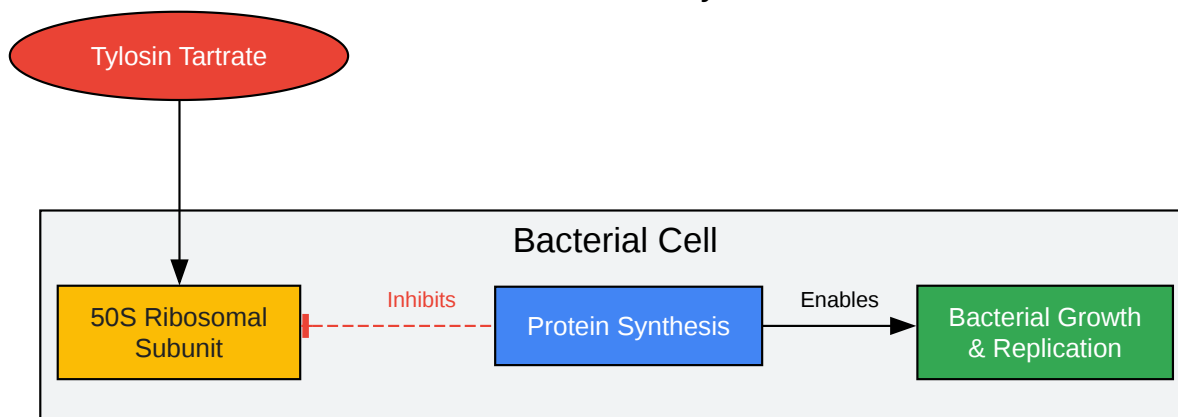 Tylosin Tartrate
Bacterial Cell
50S Ribosomal
Subunit
Inhibits
Protein Synthesis
Enables
Bacterial Growth
& Replication